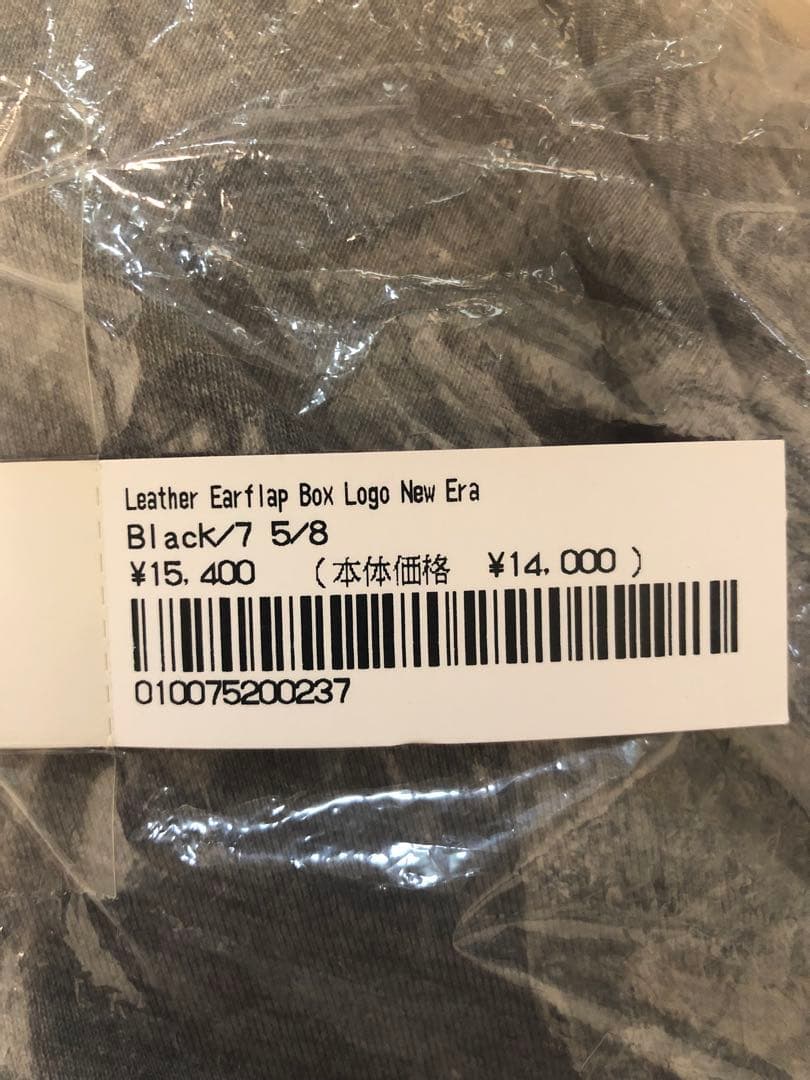 Leather Earflap Box Logo New Era
Black/7 5/8
¥15,400 (本体価格 ¥14,000)
010075200237